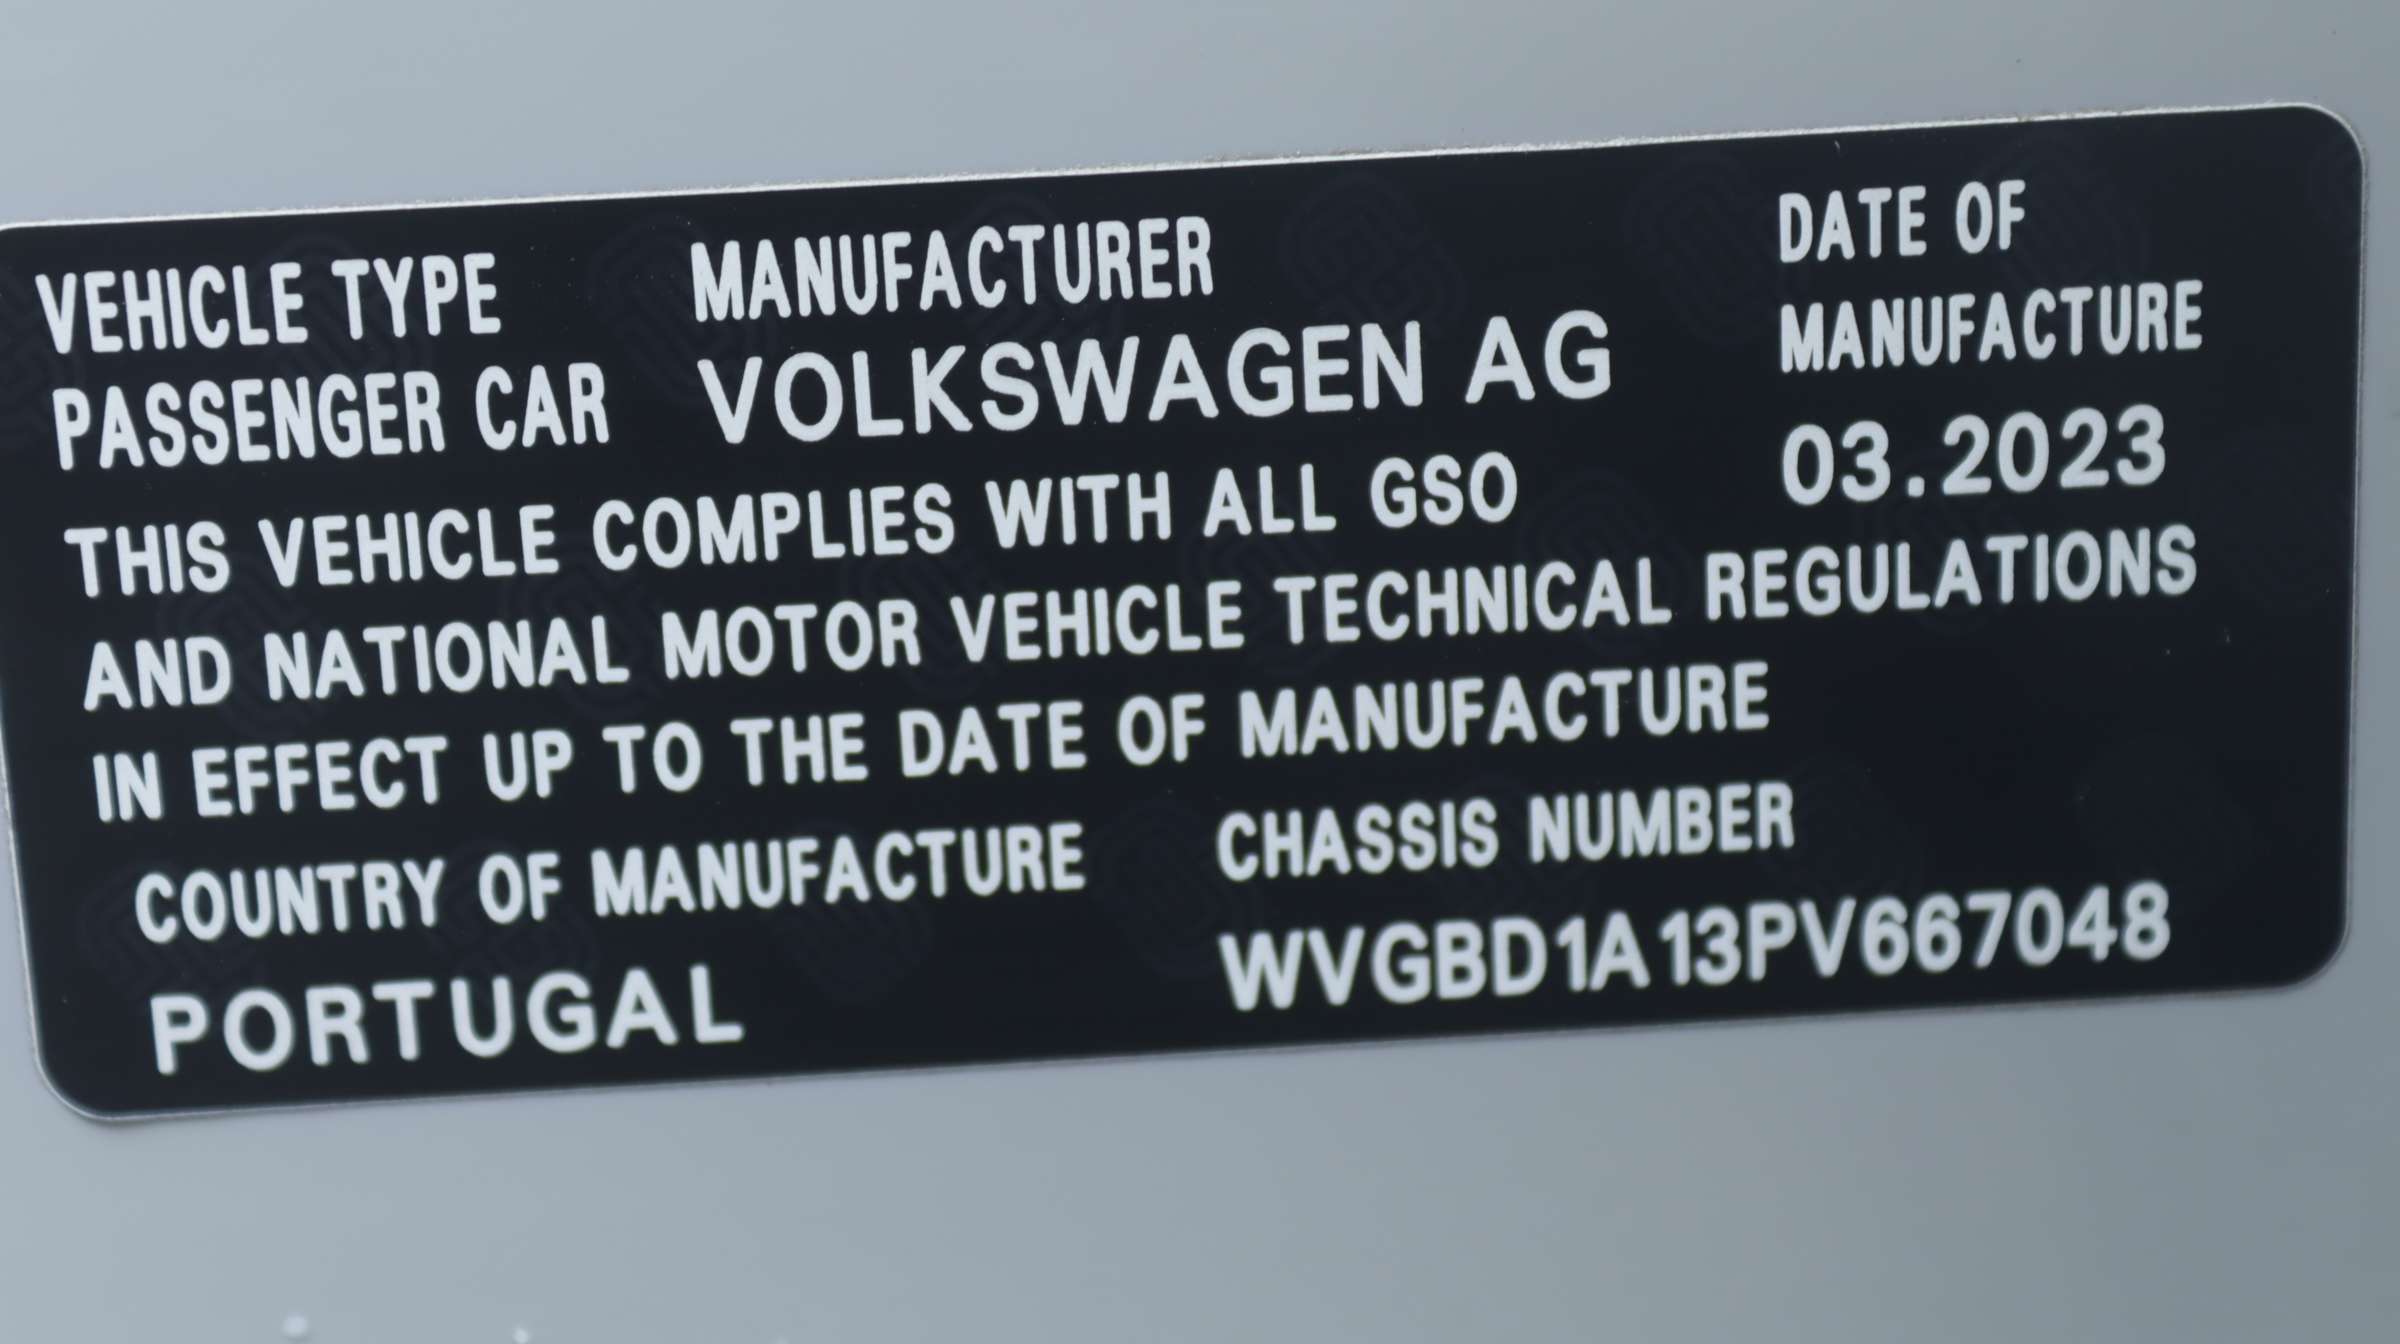 VEHICLE TYPE
PASSENGER CAR
MANUFACTURER
VOLKSWAGEN AG
DATE OF
MANUFACTURE
03.2023
THIS VEHICLE COMPLIES WITH ALL GSO
AND NATIONAL MOTOR VEHICLE TECHNICAL REGULATIONS
IN EFFECT UP TO THE DATE OF MANUFACTURE
COUNTRY OF MANUFACTURE
PORTUGAL
CHASSIS NUMBER
WVGBD1A13PV667048